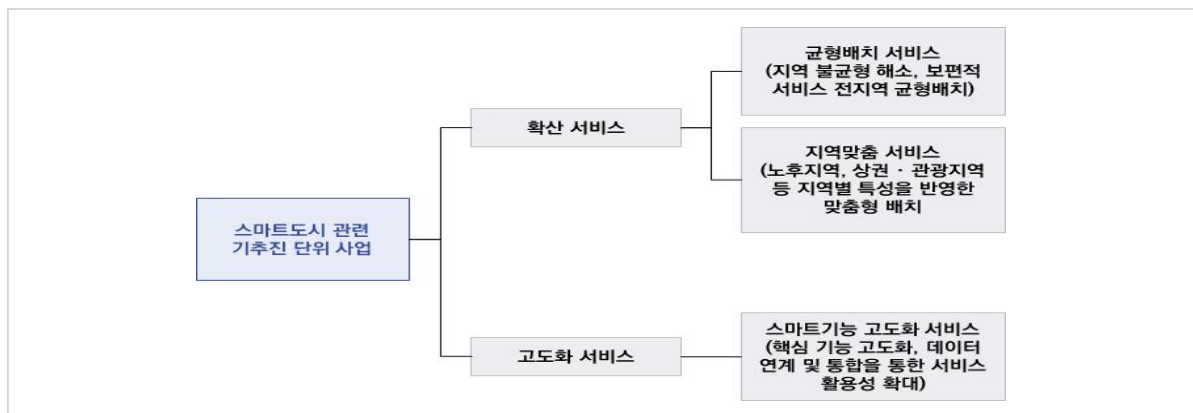 균형배치 서비스
(지역 불균형 해소, 보편적
서비스 전지역 균형배치)
확산 서비스
지역맞춤 서비스
(노후지역, 상권 · 관광지역
등 지역별 특성을 반영한
맞춤형 배치
스마트도시 관련
기추진 단위 사업
스마트기능 고도화 서비스
(핵심 기능 고도화, 데이터
연계 및 통합을 통한 서비스
활용성 확대)
고도화 서비스